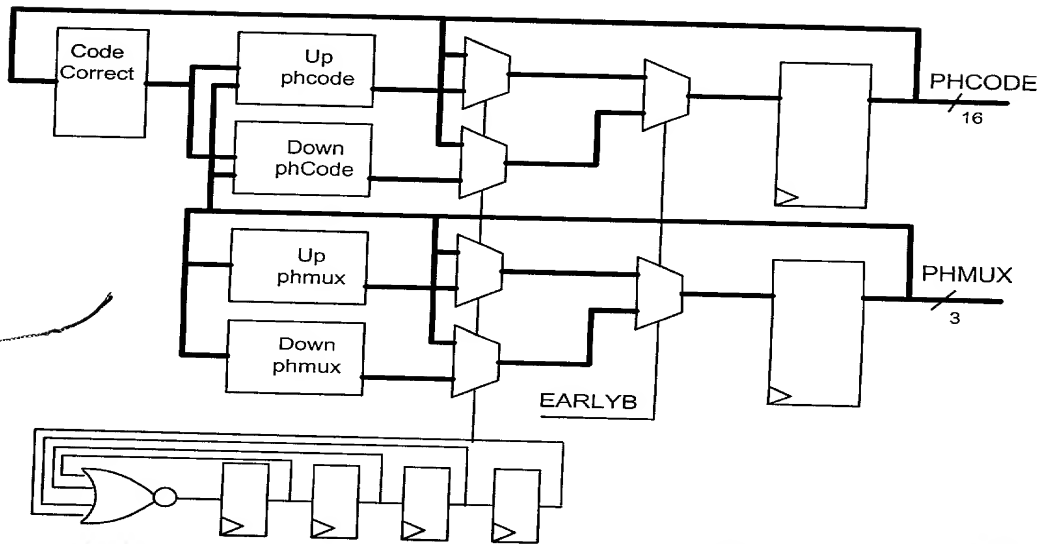 Code
Correct
Up
phcode
Down
phCode
PHCODE
16
Up
phmux
Down
phmux
PHMUX
3
EARLYB